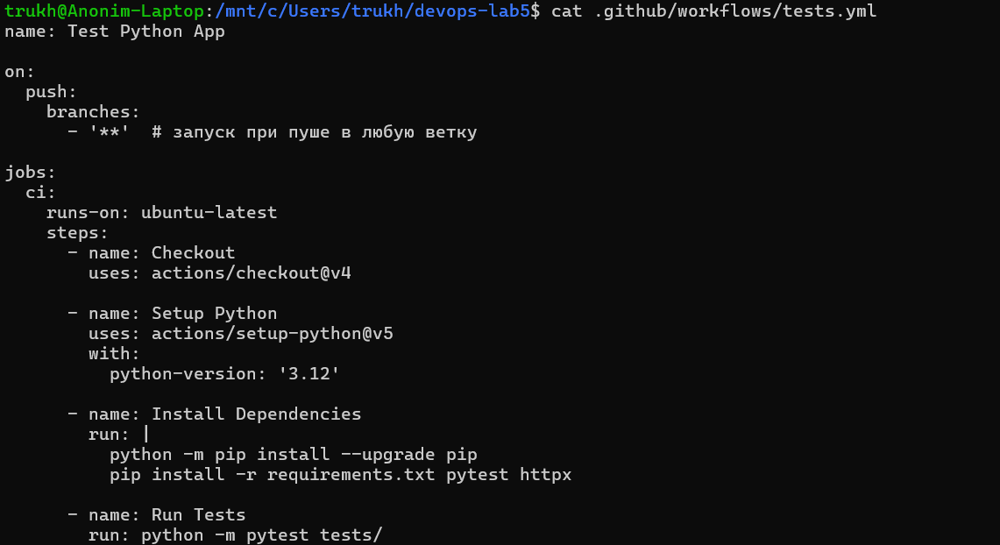 trukh@Anonim-Laptop:/mnt/c/Users/trukh/devops-lab5$ cat .github/workflows/tests.yml
name: Test Python App

on:
  push:
    branches:
      - '**'  # запуск при пуше в любую ветку

jobs:
  ci:
    runs-on: ubuntu-latest
    steps:
      - name: Checkout
        uses: actions/checkout@v4

      - name: Setup Python
        uses: actions/setup-python@v5
        with:
          python-version: '3.12'

      - name: Install Dependencies
        run: |
          python -m pip install --upgrade pip
          pip install -r requirements.txt pytest httpx

      - name: Run Tests
        run: python -m pytest tests/